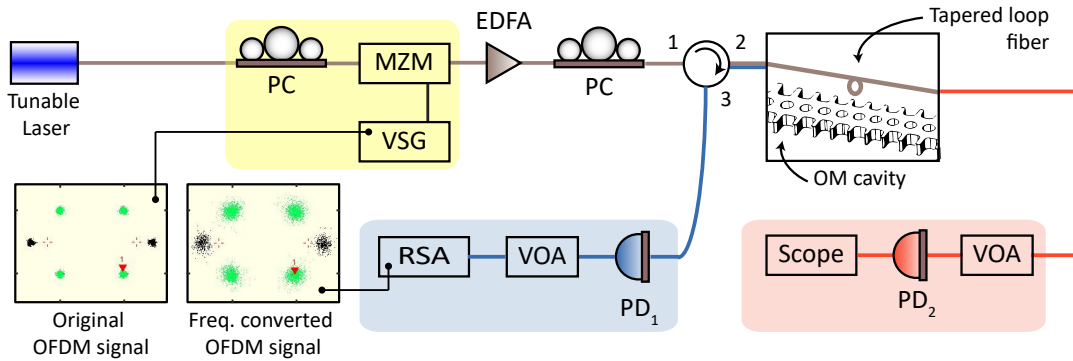 EDFA
Tapered loop
fiber
1
2
3
PC
MZM
PC
Tunable
Laser
VSG
OM cavity
1
1
RSA
VOA
PD1
Scope
PD2
VOA
Original
OFDM signal
Freq. converted
OFDM signal